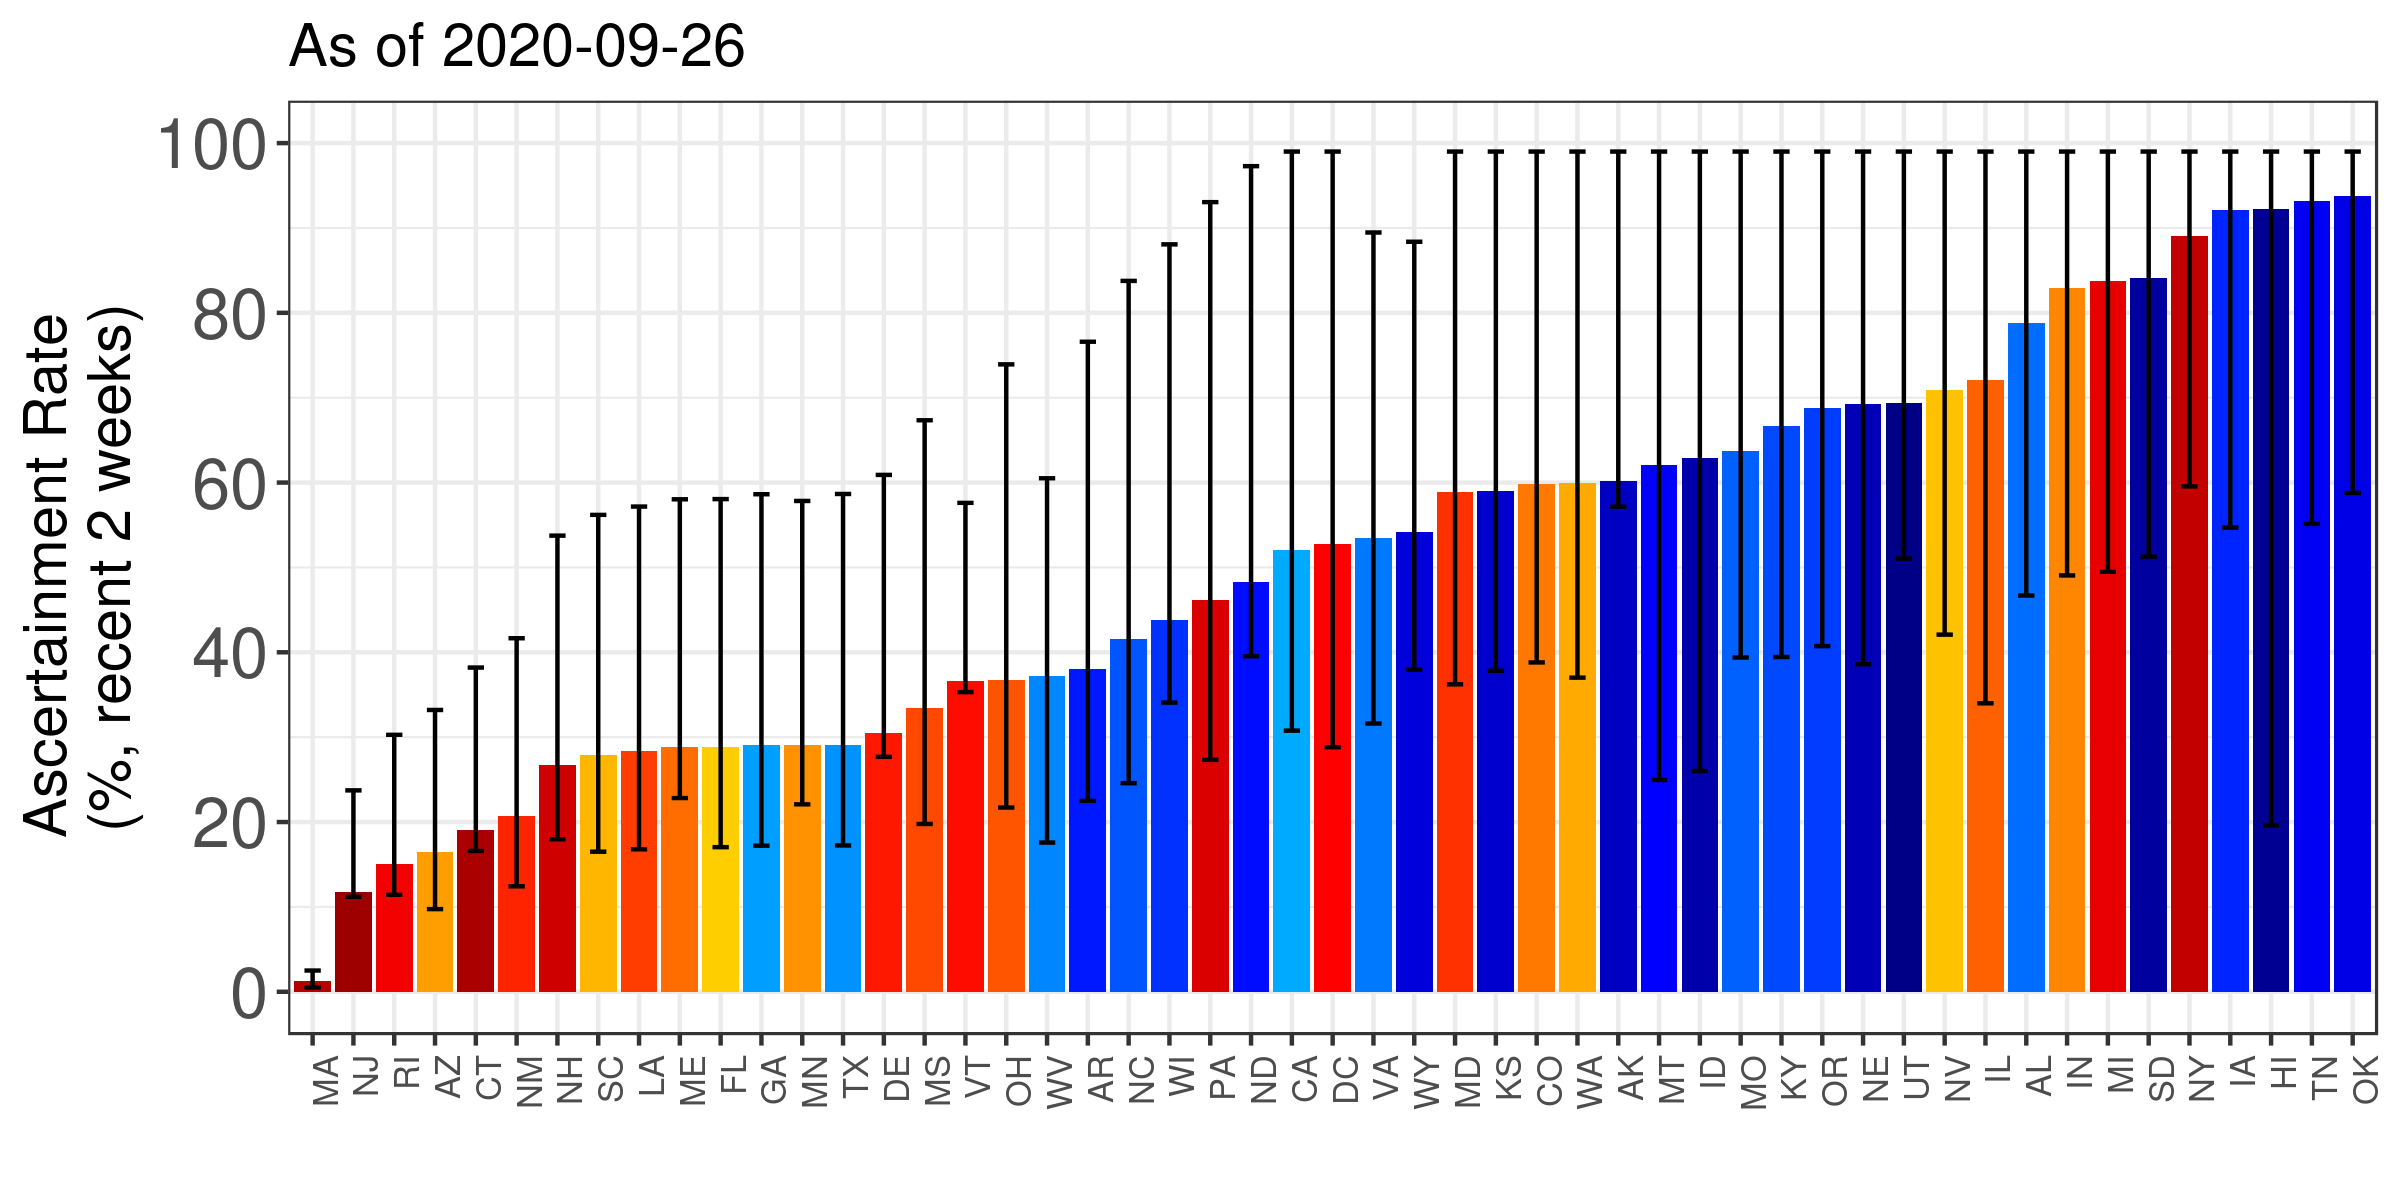 As of 2020-09-26
Ascertainment Rate
(%, recent 2 weeks)
100
80
60
40
20
0
MA NJ RI AZ CT NM NH SC LA ME FL GA MN TX DE MS VT OH WV AR NC WI PA ND CA DC VA WY MD KS CO WA AK MT ID MO KY OR NE UT NV IL AL IN MI SD NY IA HI TN OK